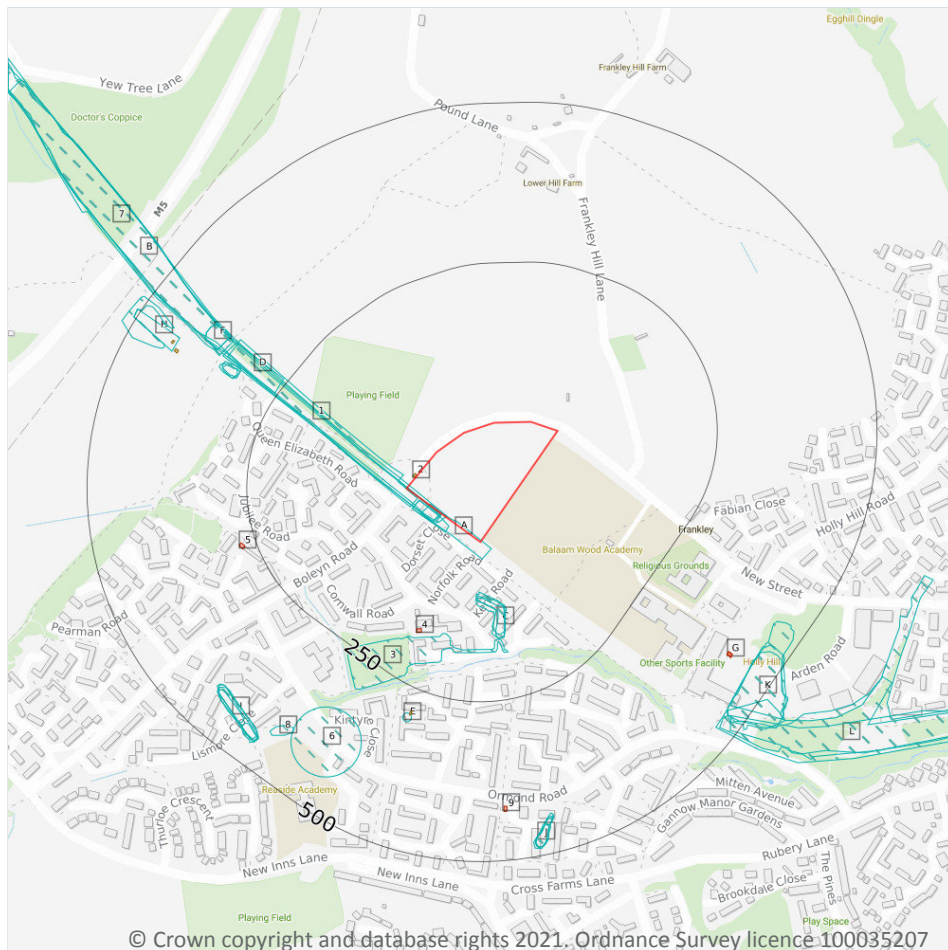 Egghill Dingle
Frankley Hill Farm
Yew Tree Lane
Doctor's Coppice
Pound Lane
Lower Hill Farm
Frankley Hill Lane
7
M5
B
H
F
D
1
Playing Field
2
Queen Elizabeth Road
A
Dorset Close
Norfolk Road
Kent Road
Jubilee Road
5
Boleyn Road
Cornwall Road
Balaam Wood Academy
Frankley
Religious Grounds
Fabian Close
Holly Hill Road
New Street
Pearman Road
4
3
250
G
Other Sports Facility
Holly Hill
Arden Road
K
L
Lismore Close
8
6
E
Close
Reaside Academy
500
Thurloe Crescent
9
Ormond Road
Mitten Avenue
Gannow Manor Gardens
Rubery Lane
New Inns Lane
New Inns Lane
Cross Farms Lane
Brookdale Close
The Pines
Playing Field
Play Space
© Crown copyright and database rights 2021. Ordnance Survey licence 100035207